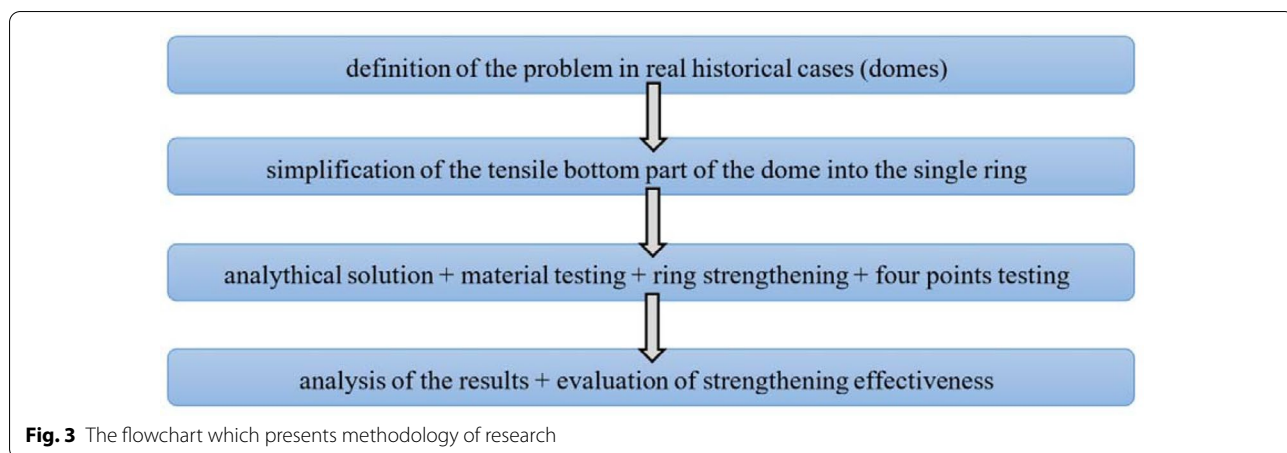 definition of the problem in real historical cases (domes)
simplification of the tensile bottom part of the dome into the single ring
analythical solution + material testing + ring strengthening + four points testing
analysis of the results + evaluation of strengthening effectiveness
Fig. 3 The flowchart which presents methodology of research